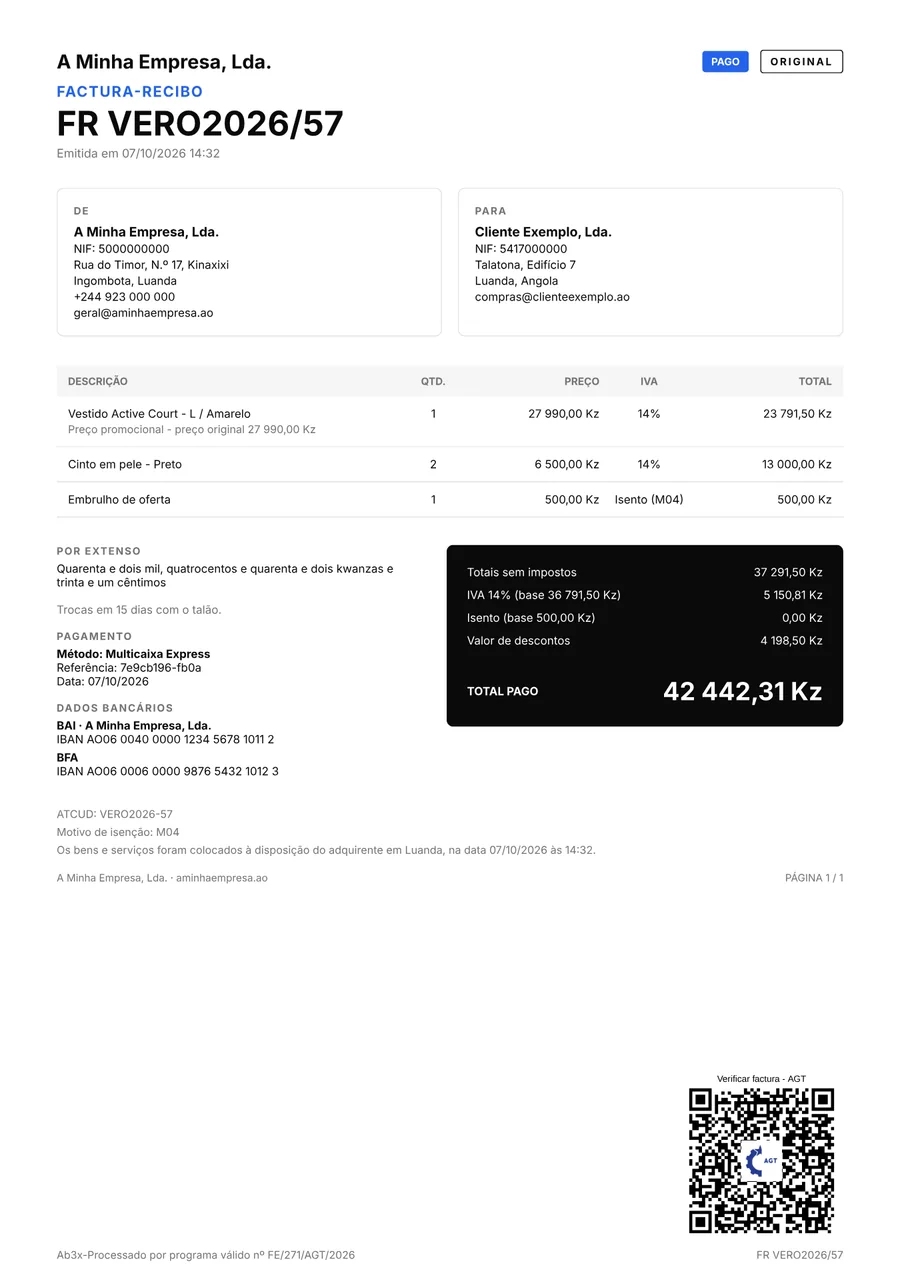 A Minha Empresa, Lda.
PAGO
ORIGINAL
FACTURA-RECIBO
FR VERO2026/57
Emitida em 07/10/2026 14:32
DE
A Minha Empresa, Lda.
NIF: 5000000000
Rua do Timor, N.º 17, Kinaxixi
Ingombota, Luanda
+244 923 000 000
geral@aminhaempresa.ao
PARA
Cliente Exemplo, Lda.
NIF: 5417000000
Talatona, Edifício 7
Luanda, Angola
compras@clienteexemplo.ao
DESCRIÇÃO QTD. PREÇO IVA TOTAL
Vestido Active Court - L / Amarelo 1 27 990,00 Kz 14% 23 791,50 Kz
Preço promocional - preço original 27 990,00 Kz
Cinto em pele - Preto 2 6 500,00 Kz 14% 13 000,00 Kz
Embrulho de oferta 1 500,00 Kz Isento (M04) 500,00 Kz
POR EXTENSO
Quarenta e dois mil, quatrocentos e quarenta e dois kwanzas e
trinta e um cêntimos
Trocas em 15 dias com o talão.
PAGAMENTO
Método: Multicaixa Express
Referência: 7e9cb196-fb0a
Data: 07/10/2026
DADOS BANCÁRIOS
BAI · A Minha Empresa, Lda.
IBAN AO06 0040 0000 1234 5678 1011 2
BFA
IBAN AO06 0006 0000 9876 5432 1012 3
Totais sem impostos 37 291,50 Kz
IVA 14% (base 36 791,50 Kz) 5 150,81 Kz
Isento (base 500,00 Kz) 0,00 Kz
Valor de descontos 4 198,50 Kz
TOTAL PAGO 42 442,31 Kz
ATCUD: VERO2026-57
Motivo de isenção: M04
Os bens e serviços foram colocados à disposição do adquirente em Luanda, na data 07/10/2026 às 14:32.
A Minha Empresa, Lda. · aminhaempresa.ao PÁGINA 1 / 1
Verificar factura - AGT
AGT
Ab3x-Processado por programa válido nº FE/271/AGT/2026 FR VERO2026/57